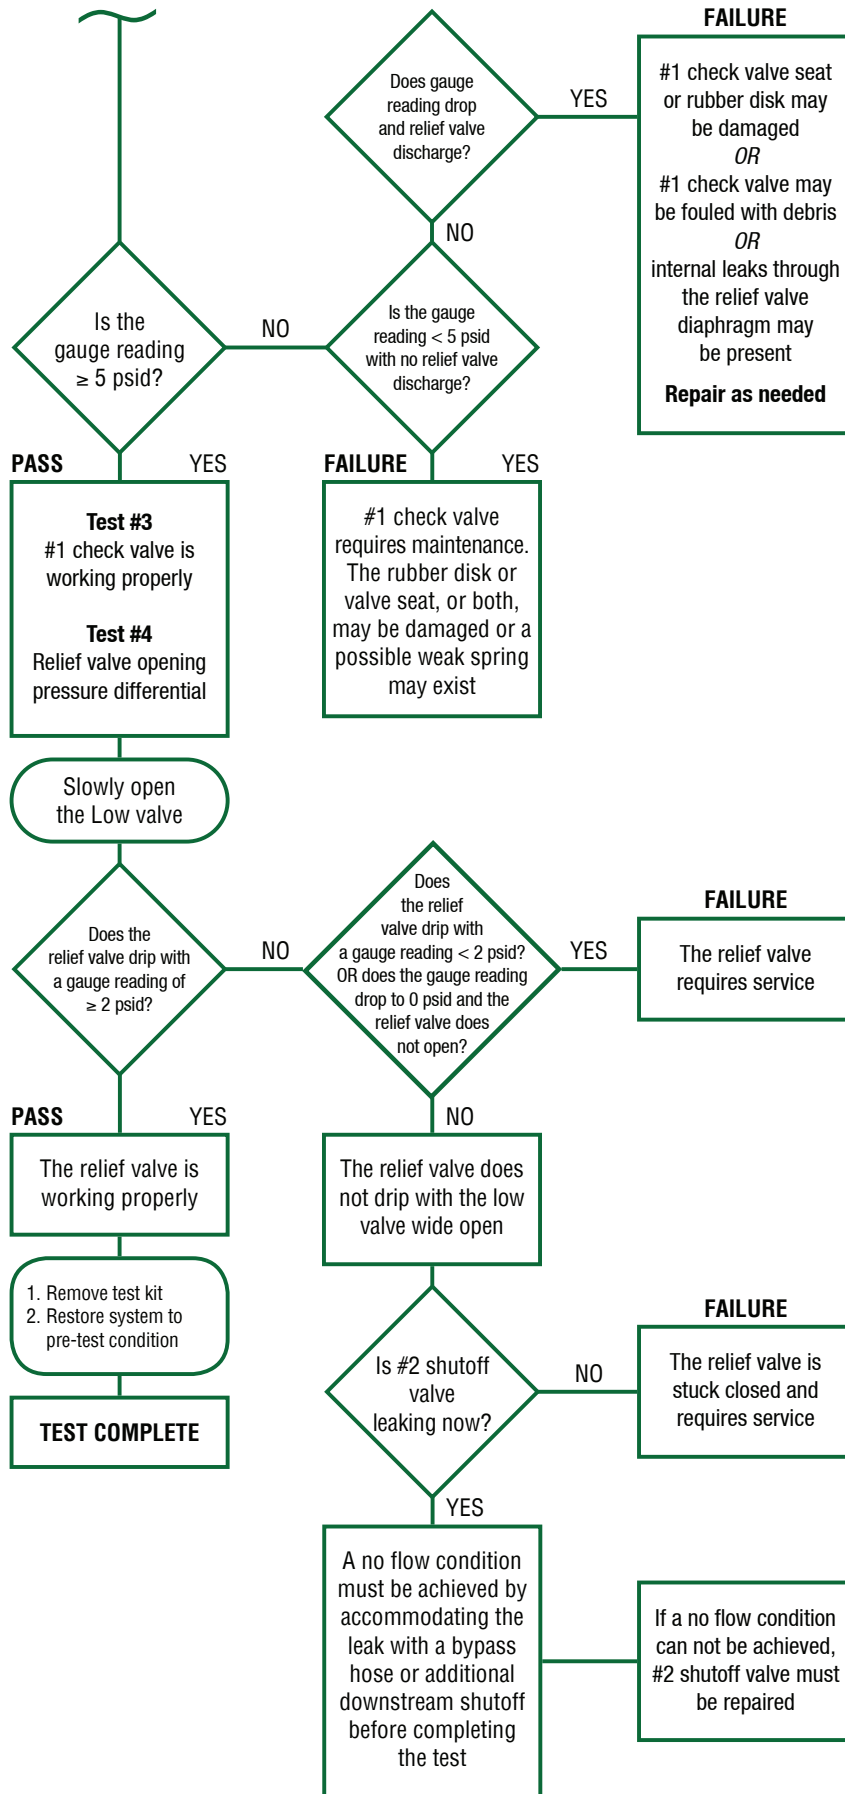 FAILURE
Does gauge
reading drop
and relief valve
discharge?
YES
#1 check valve seat
or rubber disk may
be damaged
OR
#1 check valve may
be fouled with debris
OR
internal leaks through
the relief valve
diaphragm may
be present
Repair as needed
NO
Is the
gauge reading
≥ 5 psid?
NO
Is the gauge
reading < 5 psid
with no relief valve
discharge?
PASS YES
Test #3
#1 check valve is
working properly
Test #4
Relief valve opening
pressure differential
FAILURE YES
#1 check valve
requires maintenance.
The rubber disk or
valve seat, or both,
may be damaged or a
possible weak spring
may exist
Slowly open
the Low valve
Does the
relief valve drip with
a gauge reading of
≥ 2 psid?
NO
Does
the relief
valve drip with
a gauge reading < 2 psid?
OR does the gauge reading
drop to 0 psid and the
relief valve does
not open?
YES
FAILURE
The relief valve
requires service
PASS YES
The relief valve is
working properly
NO
The relief valve does
not drip with the low
valve wide open
1. Remove test kit
2. Restore system to
pre-test condition
TEST COMPLETE
Is #2 shutoff
valve
leaking now?
NO
FAILURE
The relief valve is
stuck closed and
requires service
YES
A no flow condition
must be achieved by
accommodating the
leak with a bypass
hose or additional
downstream shutoff
before completing
the test
If a no flow condition
can not be achieved,
#2 shutoff valve must
be repaired